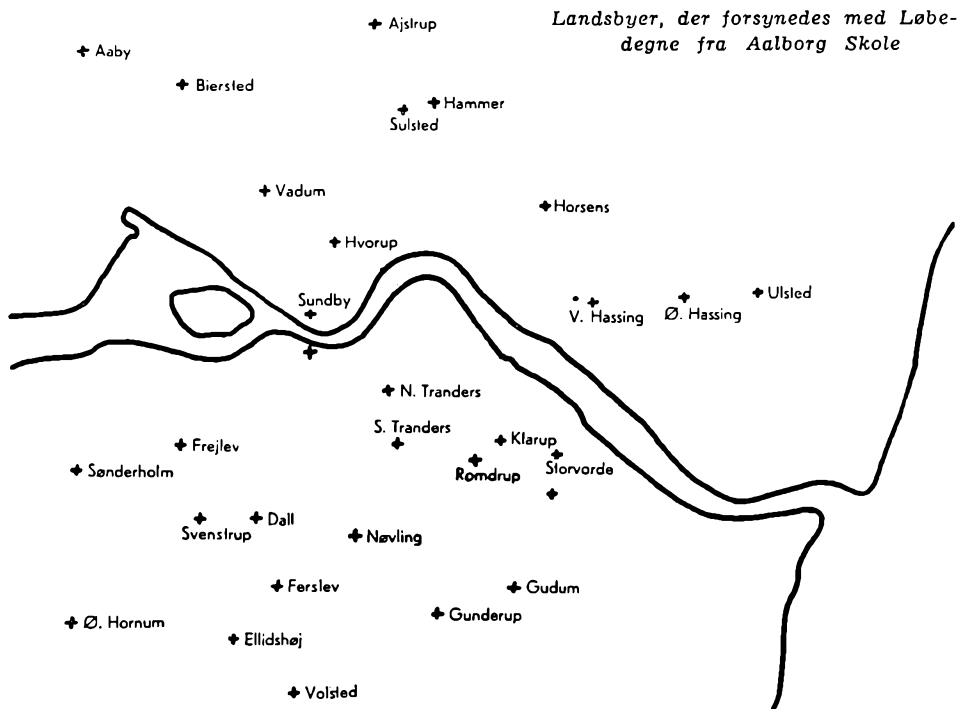 Landsbyer, der forsynedes med Løbe-
degne fra Aalborg Skole
Ajstrup
Aaby
Biersted
Hammer
Sulsted
Vadum
Horsens
Hvorup
Sundby
V. Hassing
Ø. Hassing
Ulsted
N. Tranders
S. Tranders
Klarup
Frejlev
Romdrup
Storvorde
Sønderholm
Svenstrup
Dall
Nøvling
Ferslev
Gudum
Gunderup
Ø. Hornum
Ellidshøj
Volsted